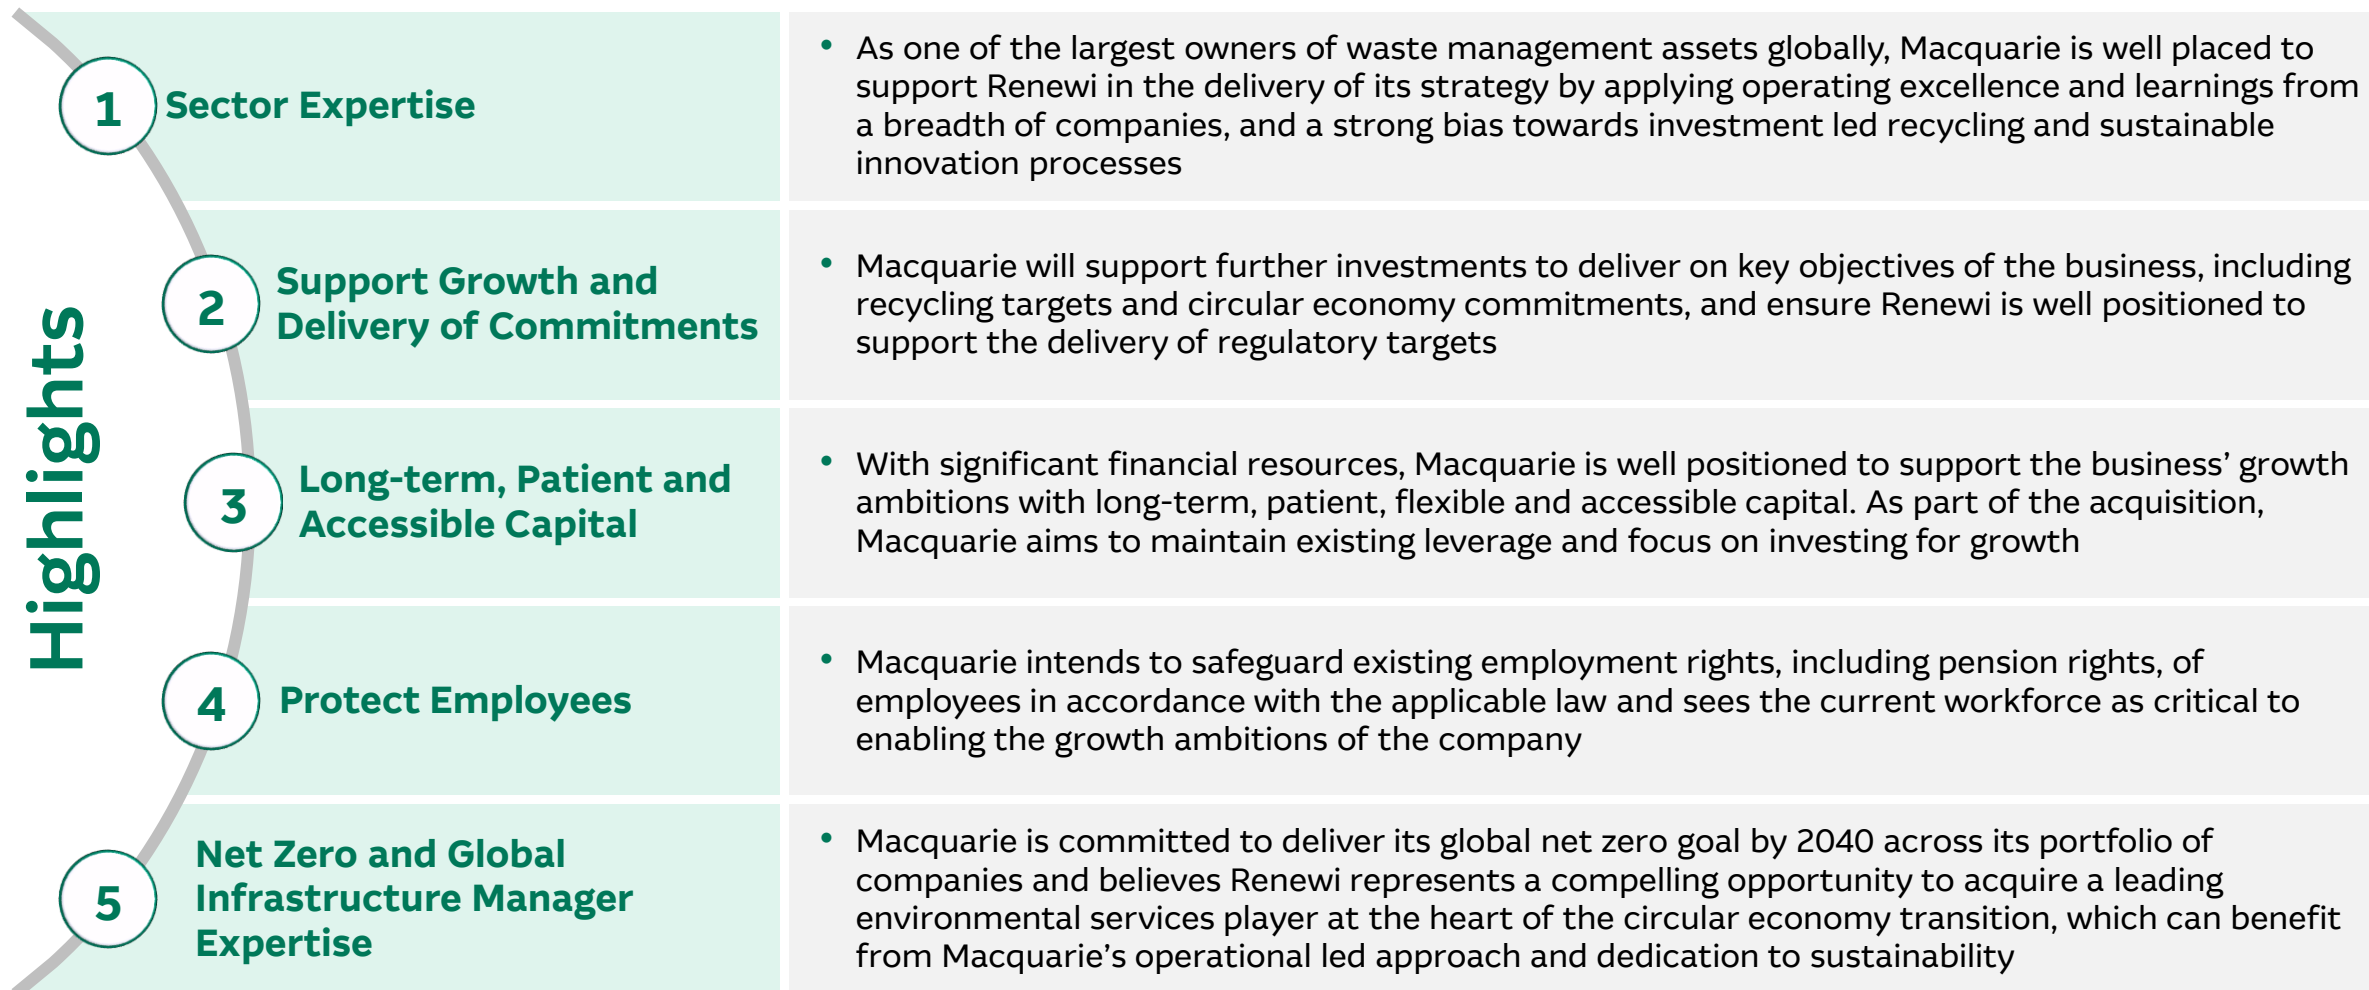 Highlights
1
Sector Expertise
• As one of the largest owners of waste management assets globally, Macquarie is well placed to
support Renewi in the delivery of its strategy by applying operating excellence and learnings from
a breadth of companies, and a strong bias towards investment led recycling and sustainable
innovation processes
2
Support Growth and
Delivery of Commitments
• Macquarie will support further investments to deliver on key objectives of the business, including
recycling targets and circular economy commitments, and ensure Renewi is well positioned to
support the delivery of regulatory targets
3
Long-term, Patient and
Accessible Capital
• With significant financial resources, Macquarie is well positioned to support the business’ growth
ambitions with long-term, patient, flexible and accessible capital. As part of the acquisition,
Macquarie aims to maintain existing leverage and focus on investing for growth
4
Protect Employees
• Macquarie intends to safeguard existing employment rights, including pension rights, of
employees in accordance with the applicable law and sees the current workforce as critical to
enabling the growth ambitions of the company
5
Net Zero and Global
Infrastructure Manager
Expertise
• Macquarie is committed to deliver its global net zero goal by 2040 across its portfolio of
companies and believes Renewi represents a compelling opportunity to acquire a leading
environmental services player at the heart of the circular economy transition, which can benefit
from Macquarie’s operational led approach and dedication to sustainability